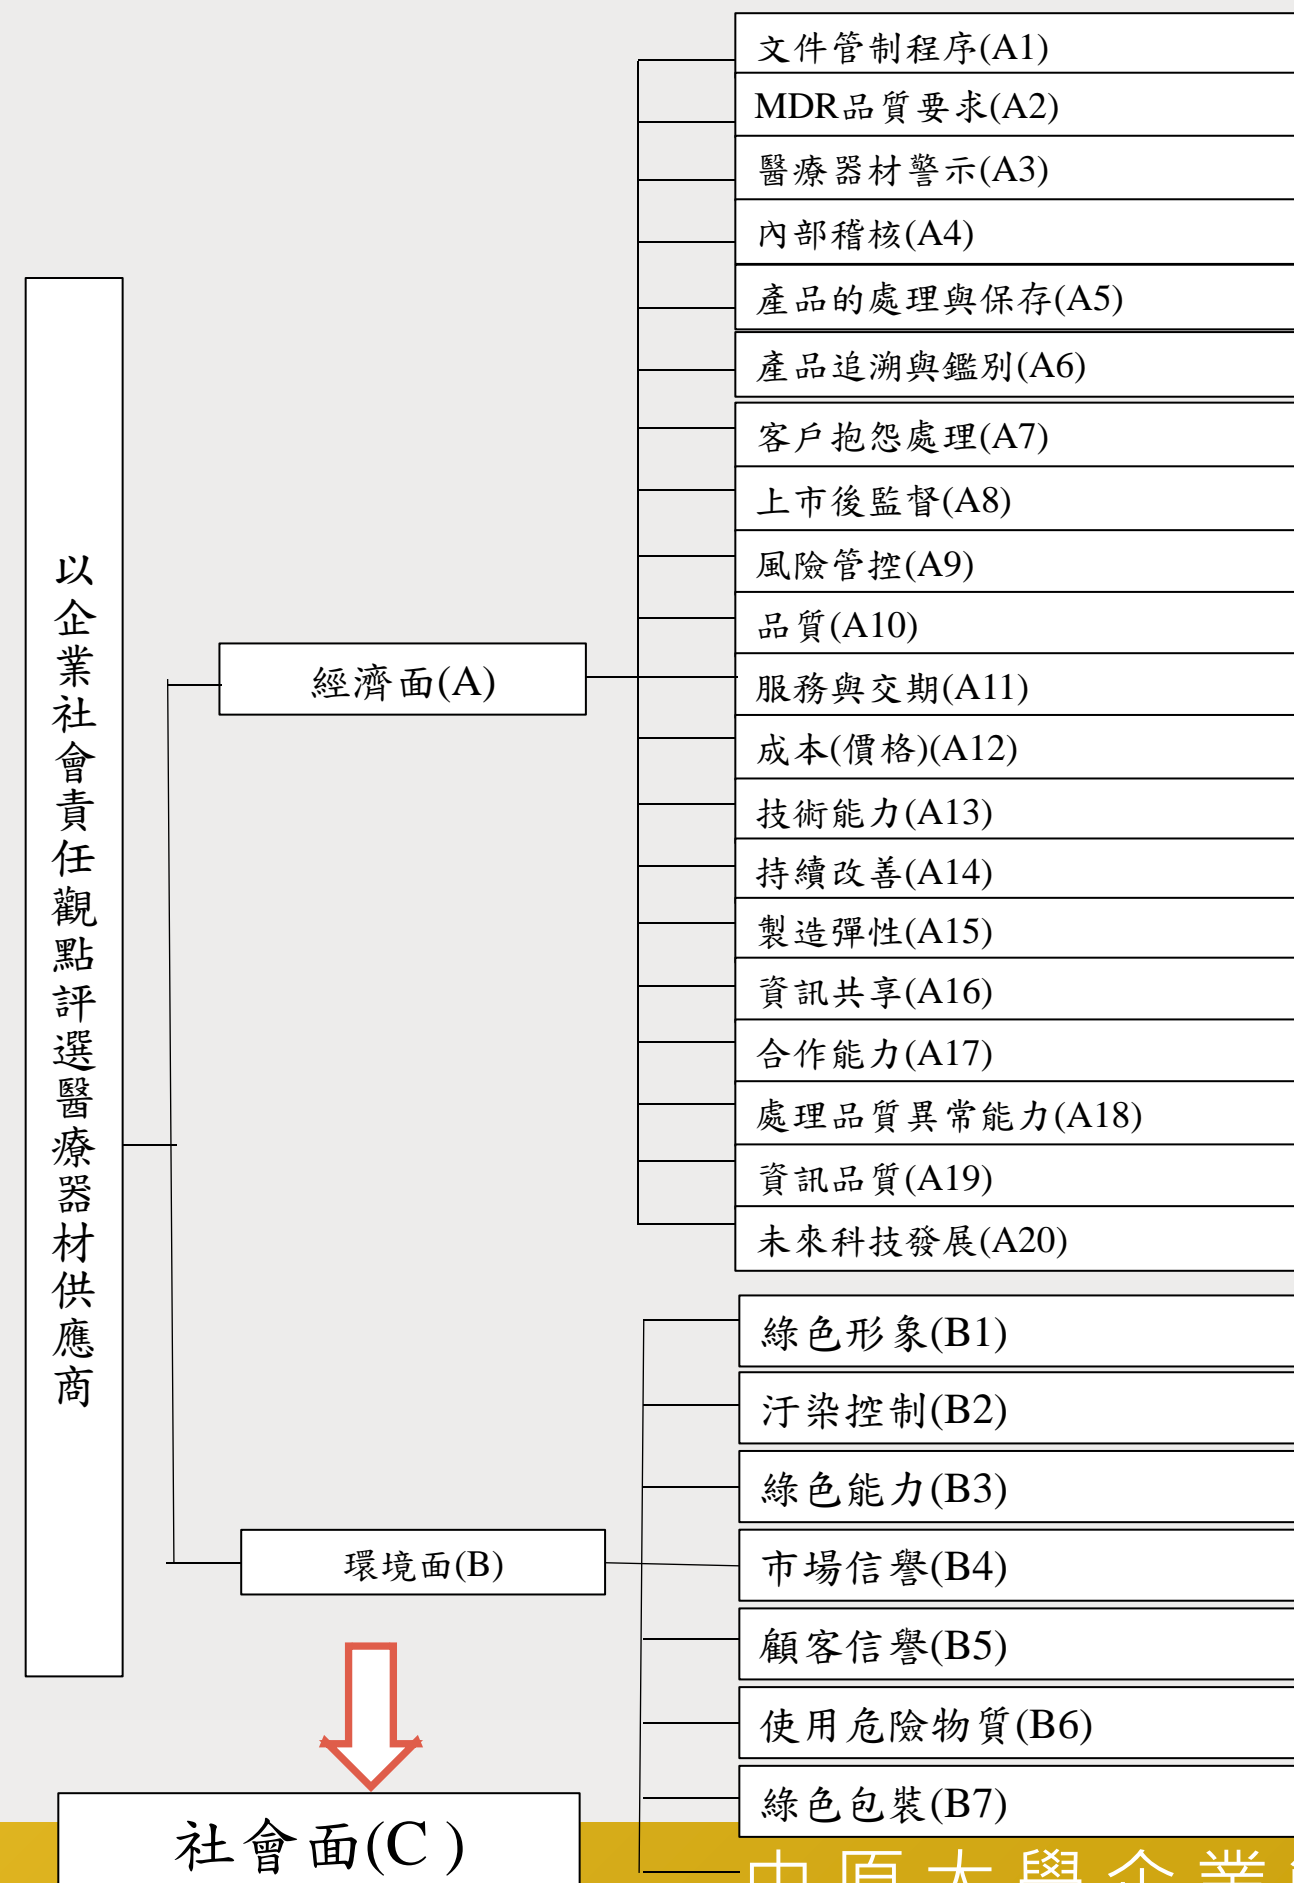 以企業社會責任觀點評選醫療器材供應商
經濟面(A)
文件管制程序(A1)
MDR品質要求(A2)
醫療器材警示(A3)
內部稽核(A4)
產品的處理與保存(A5)
產品追溯與鑑別(A6)
客戶抱怨處理(A7)
上市後監督(A8)
風險管控(A9)
品質(A10)
服務與交期(A11)
成本(價格)(A12)
技術能力(A13)
持續改善(A14)
製造彈性(A15)
資訊共享(A16)
合作能力(A17)
處理品質異常能力(A18)
資訊品質(A19)
未來科技發展(A20)
環境面(B)
綠色形象(B1)
汙染控制(B2)
綠色能力(B3)
市場信譽(B4)
顧客信譽(B5)
使用危險物質(B6)
綠色包裝(B7)
社會面(C )
中原大學企業